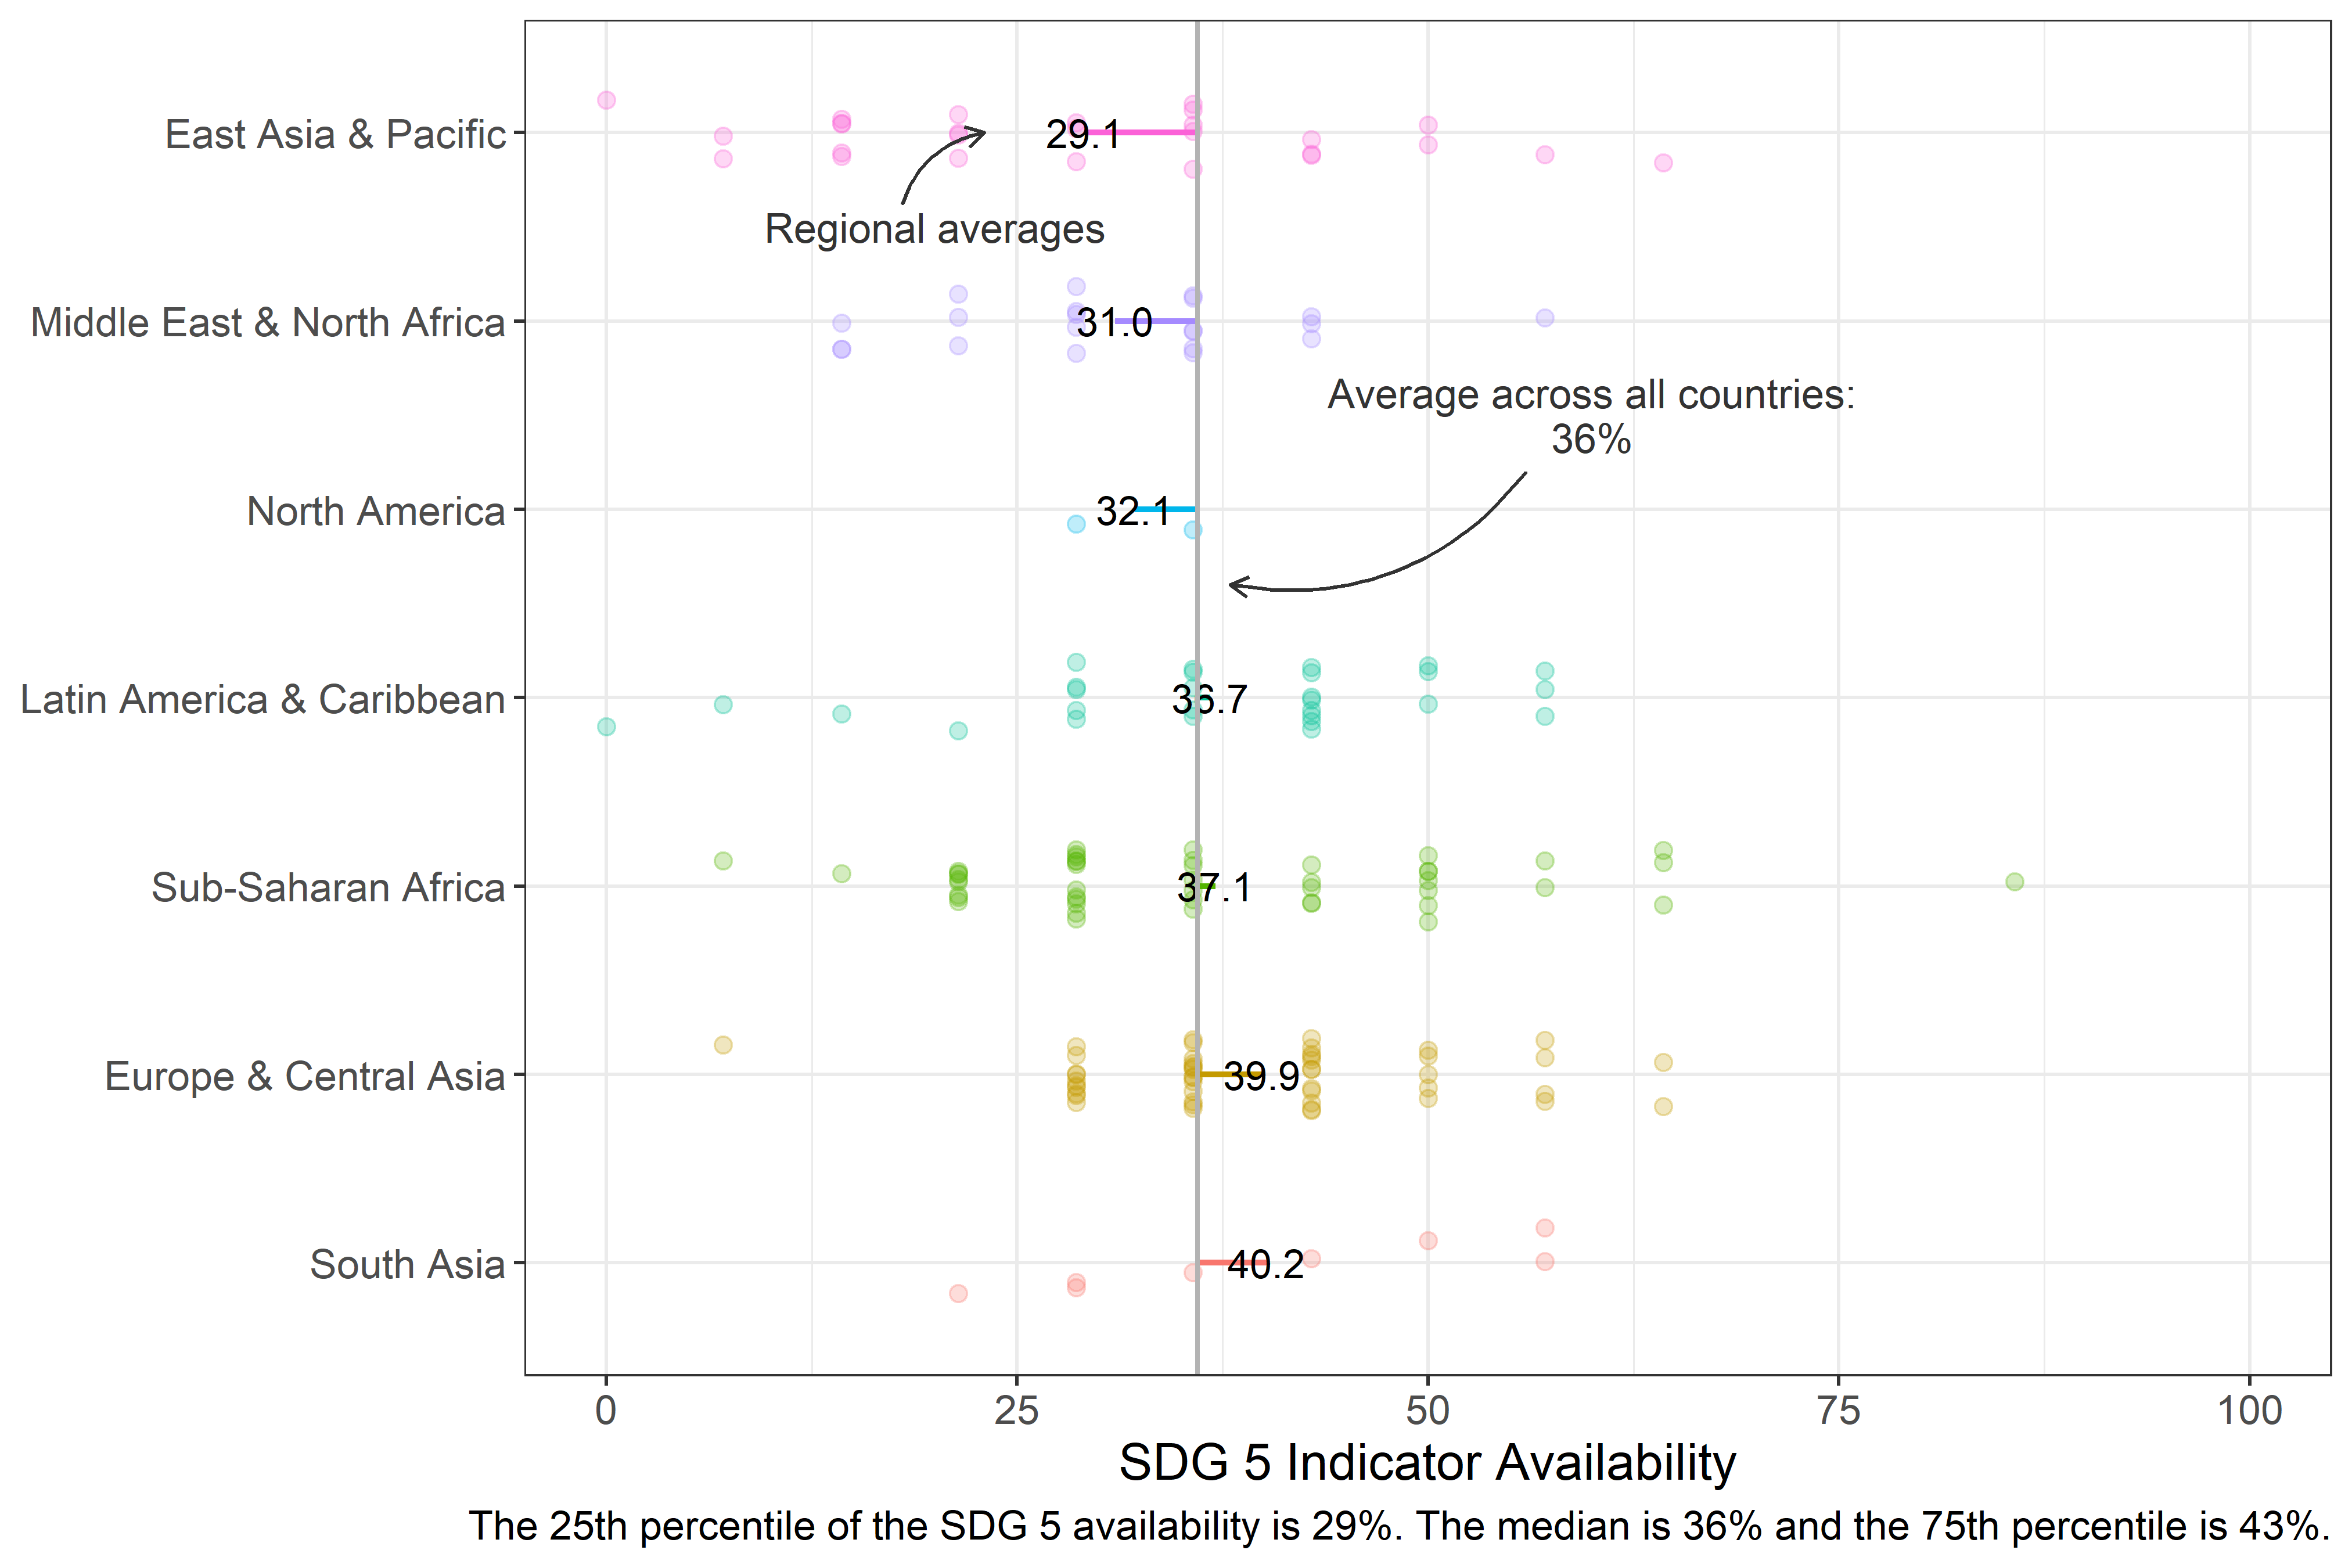 East Asia & Pacific
29.1
Regional averages
Middle East & North Africa
31.0
Average across all countries:
36%
North America
32.1
Latin America & Caribbean
36.7
Sub-Saharan Africa
37.1
Europe & Central Asia
39.9
South Asia
40.2
0 25 50 75 100
SDG 5 Indicator Availability
The 25th percentile of the SDG 5 availability is 29%. The median is 36% and the 75th percentile is 43%.